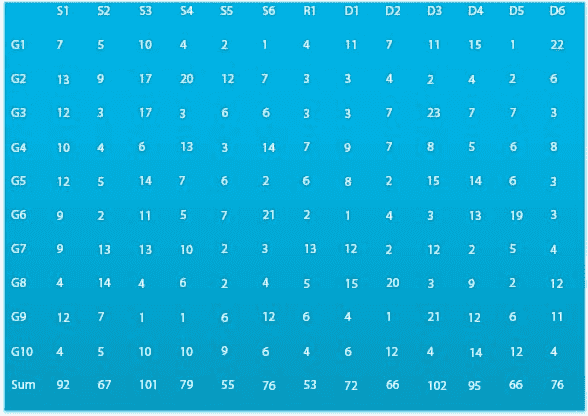 S1 S2 S3 S4 S5 S6 R1 D1 D2 D3 D4 D5 D6
G1 7 5 10 4 2 1 4 11 7 11 15 1 22
G2 13 9 17 20 12 7 3 3 4 2 4 2 6
G3 12 3 17 3 6 6 3 3 7 23 7 7 3
G4 10 4 6 13 3 14 7 9 7 8 5 6 8
G5 12 5 14 7 6 2 6 8 2 15 14 6 3
G6 9 2 11 5 7 21 2 1 4 3 13 19 3
G7 9 13 13 10 2 3 13 12 2 12 2 5 4
G8 4 14 4 6 2 4 5 15 20 3 9 2 12
G9 12 7 1 1 6 12 6 4 1 21 12 6 11
G10 4 5 10 10 9 6 4 6 12 4 14 12 4
Sum 92 67 101 79 55 76 53 72 66 102 95 66 76